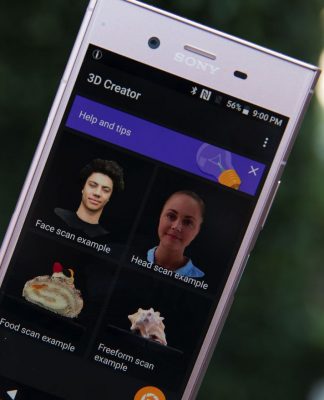 SONY
56% 9:00 PM
3D Creator
Help and tips
Face scan example
Head scan example
Food scan example
Freeform scan
example